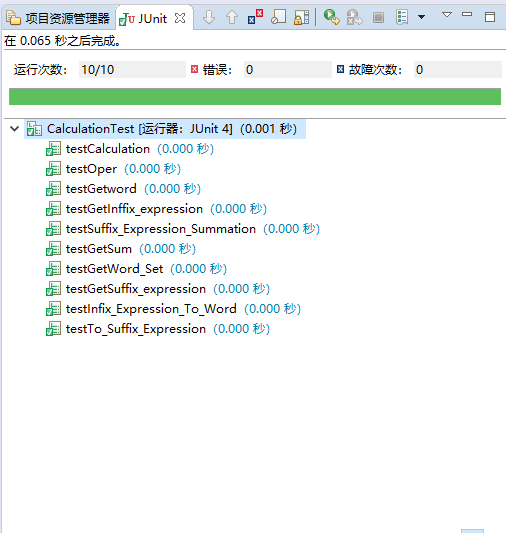 项目资源管理器 JUnit
在 0.065 秒之后完成。
运行次数： 10/10 错误： 0 故障次数： 0
CalculationTest [运行器：JUnit 4]（0.001 秒）
testCalculation（0.000 秒）
testOper（0.000 秒）
testGetword（0.000 秒）
testGetInffix_expression（0.000 秒）
testSuffix_Expression_Summation（0.000 秒）
testGetSum（0.000 秒）
testGetWord_Set（0.000 秒）
testGetSuffix_expression（0.000 秒）
testInfix_Expression_To_Word（0.000 秒）
testTo_Suffix_Expression（0.000 秒）